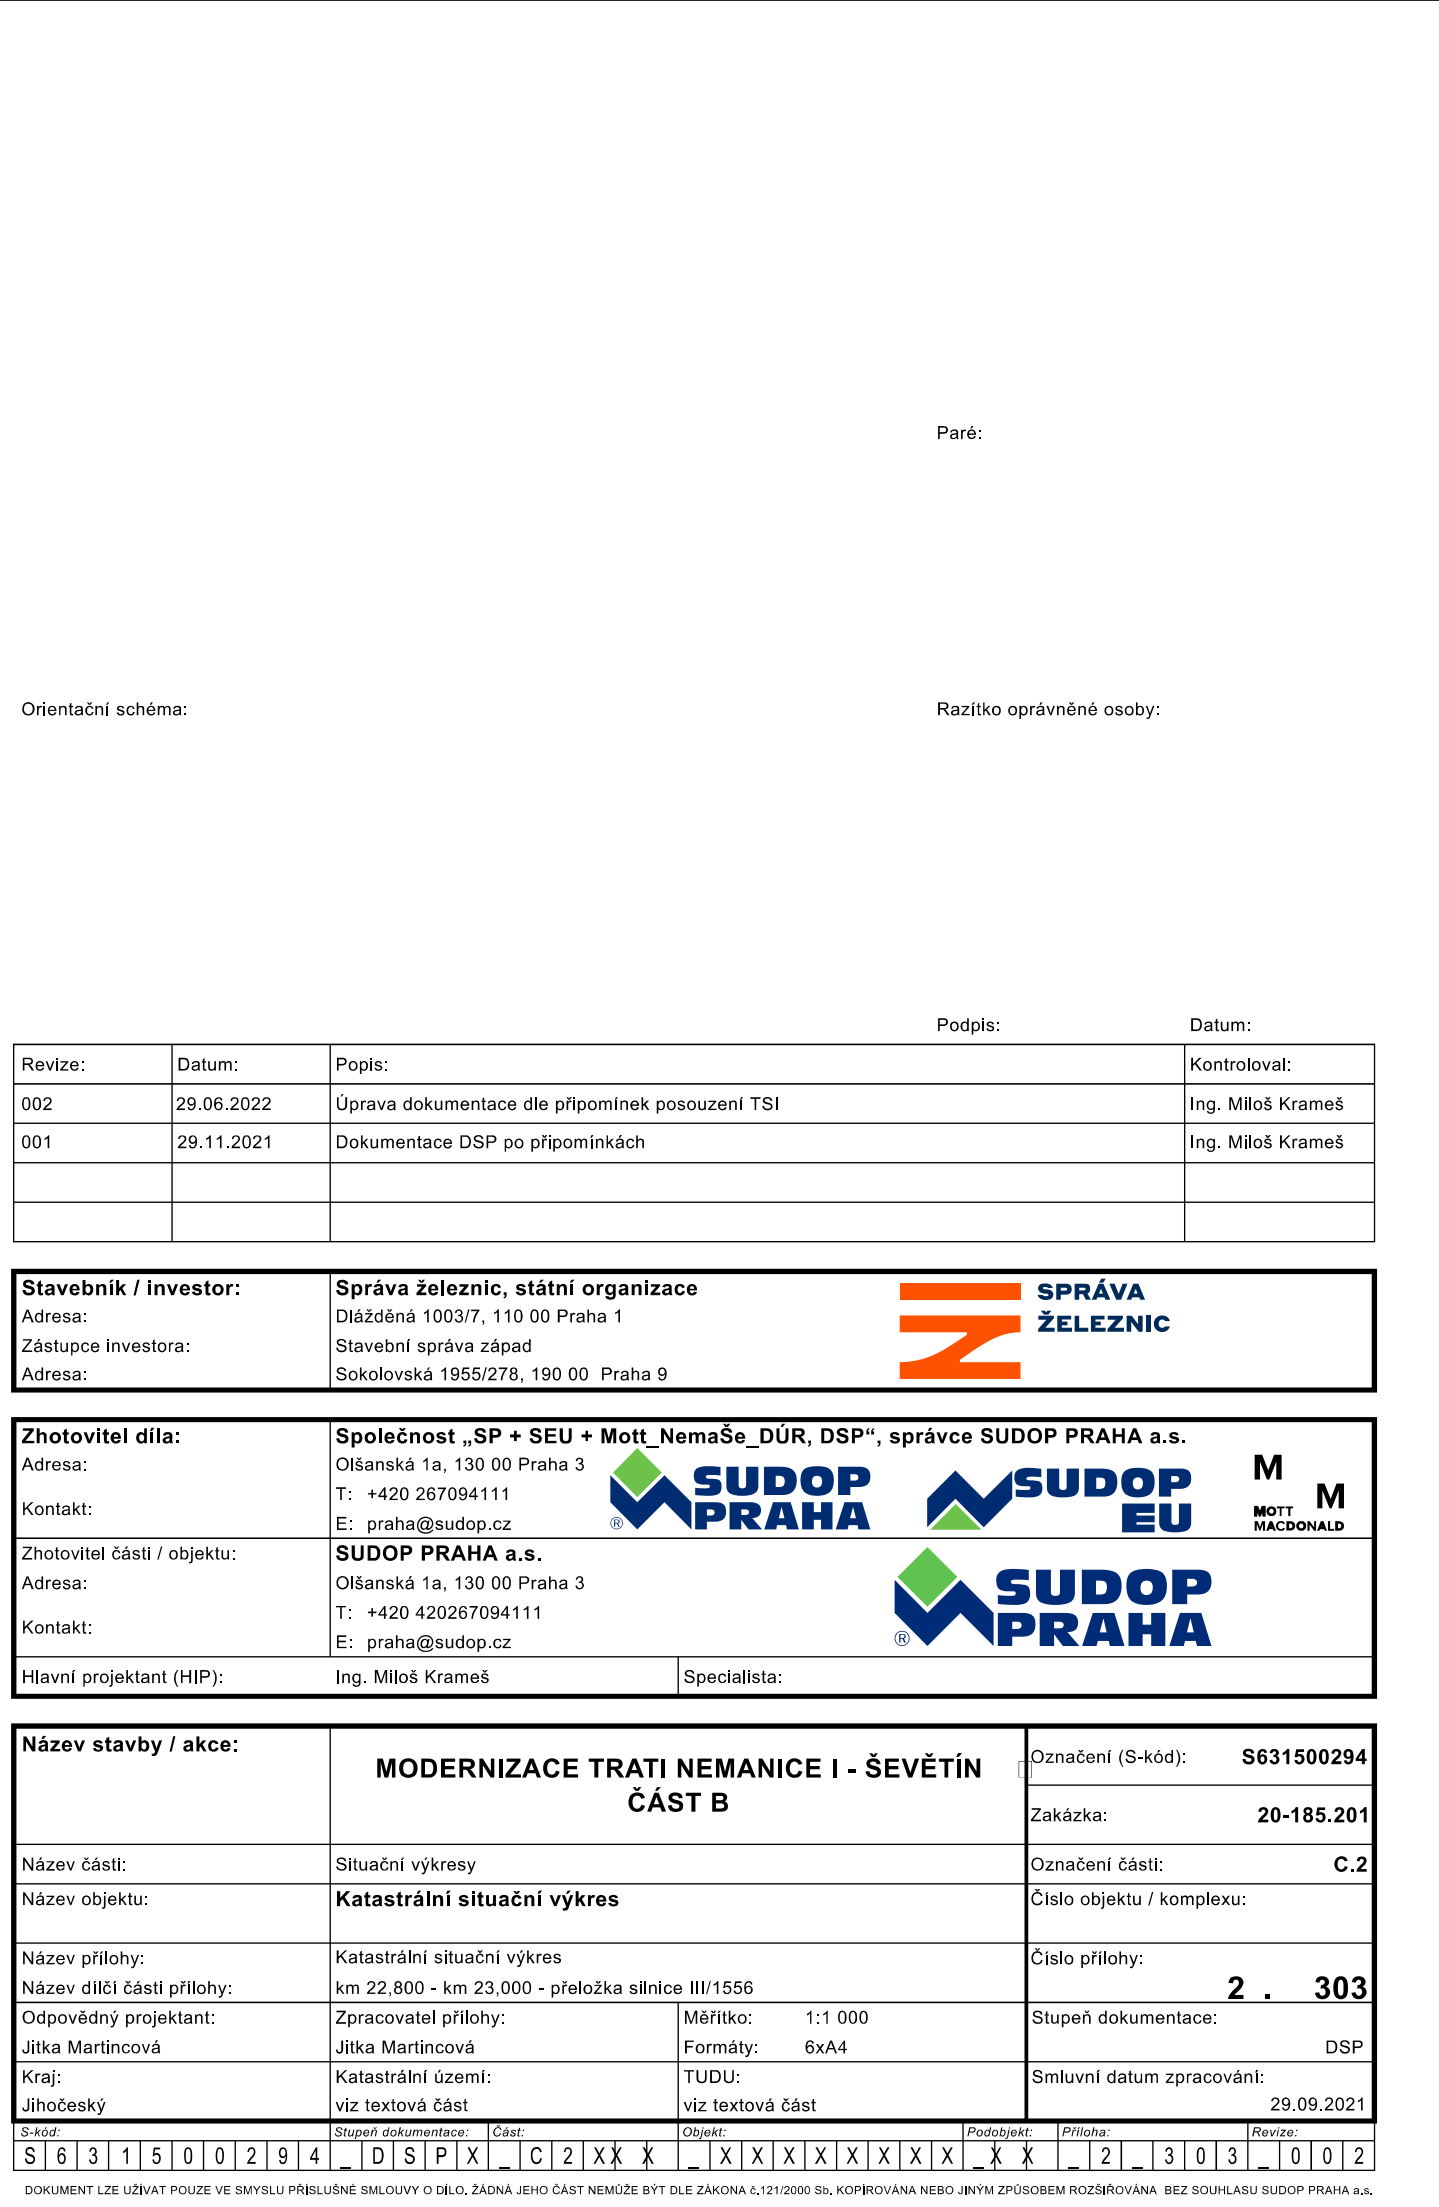 Paré:
Orientační schéma:
Razítko oprávněné osoby:
Podpis: Datum:
Revize: Datum: Popis: Kontroloval:
002 29.06.2022 Úprava dokumentace dle připomínek posouzení TSI Ing. Miloš Krameš
001 29.11.2021 Dokumentace DSP po připomínkách Ing. Miloš Krameš
Stavebník / investor: Správa železnic, státní organizace
Adresa: Dlážděná 1003/7, 110 00 Praha 1
Zástupce investora: Stavební správa západ
Adresa: Sokolovská 1955/278, 190 00 Praha 9
SPRÁVA
ŽELEZNIC
Zhotovitel díla: Společnost „SP + SEU + Mott_NemaŠe_DÚR, DSP“, správce SUDOP PRAHA a.s.
Adresa: Olšanská 1a, 130 00 Praha 3
Kontakt: T: +420 267094111
E: praha@sudop.cz
SUDOP
PRAHA
®
SUDOP
EU
M
M
MOTT
MACDONALD
Zhotovitel části / objektu: SUDOP PRAHA a.s.
Adresa: Olšanská 1a, 130 00 Praha 3
Kontakt: T: +420 420267094111
E: praha@sudop.cz
SUDOP
PRAHA
®
Hlavní projektant (HIP): Ing. Miloš Krameš Specialista:
Název stavby / akce: MODERNIZACE TRATI NEMANICE I - ŠEVĚTÍN
ČÁST B
Označení (S-kód): S631500294
Zakázka: 20-185.201
Název části: Situační výkresy Označení části: C.2
Název objektu: Katastrální situační výkres Číslo objektu / komplexu:
Název přílohy: Katastrální situační výkres Číslo přílohy:
Název dílčí části přílohy: km 22,800 - km 23,000 - přeložka silnice III/1556 2 . 303
Odpovědný projektant: Zpracovatel přílohy: Měřítko: 1:1 000 Stupeň dokumentace:
Jitka Martincová Jitka Martincová Formáty: 6xA4 DSP
Kraj: Katastrální území: TUDU: Smluvní datum zpracování:
Jihočeský viz textová část viz textová část 29.09.2021
S-kód: Stupeň dokumentace: Část: Objekt: Podobjekt: Příloha: Revize:
S 6 3 1 5 0 0 2 9 4 _ D S P X _ C 2 X X X _ X X X X X X X X _ X X _ 2 _ 3 0 3 _ 0 0 2
DOKUMENT LZE UŽÍVAT POUZE VE SMYSLU PŘÍSLUŠNÉ SMLOUVY O DÍLO. ŽÁDNÁ JEHO ČÁST NEMŮŽE BÝT DLE ZÁKONA č.121/2000 Sb. KOPÍROVÁNA NEBO JINÝM ZPŮSOBEM ROZŠIŘOVÁNA BEZ SOUHLASU SUDOP PRAHA a.s.